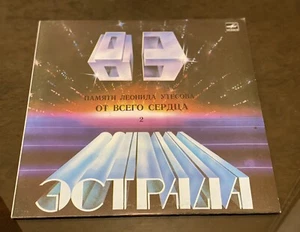 ПАМЯТИ ЛЕОНИДА УТЕСОВА
ОТ ВСЕГО СЕРДЦА
2
ЭСТРАДА